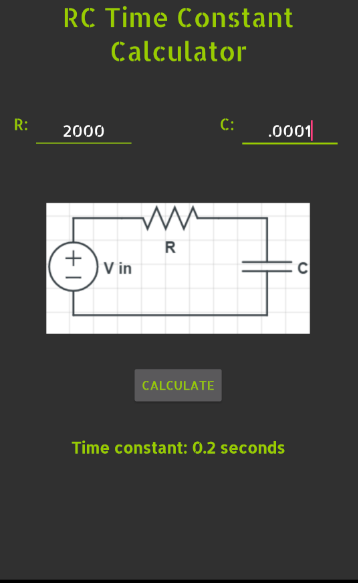 RC Time Constant
Calculator
R: 2000 C: .0001
+
R
− V in C
CALCULATE
Time constant: 0.2 seconds